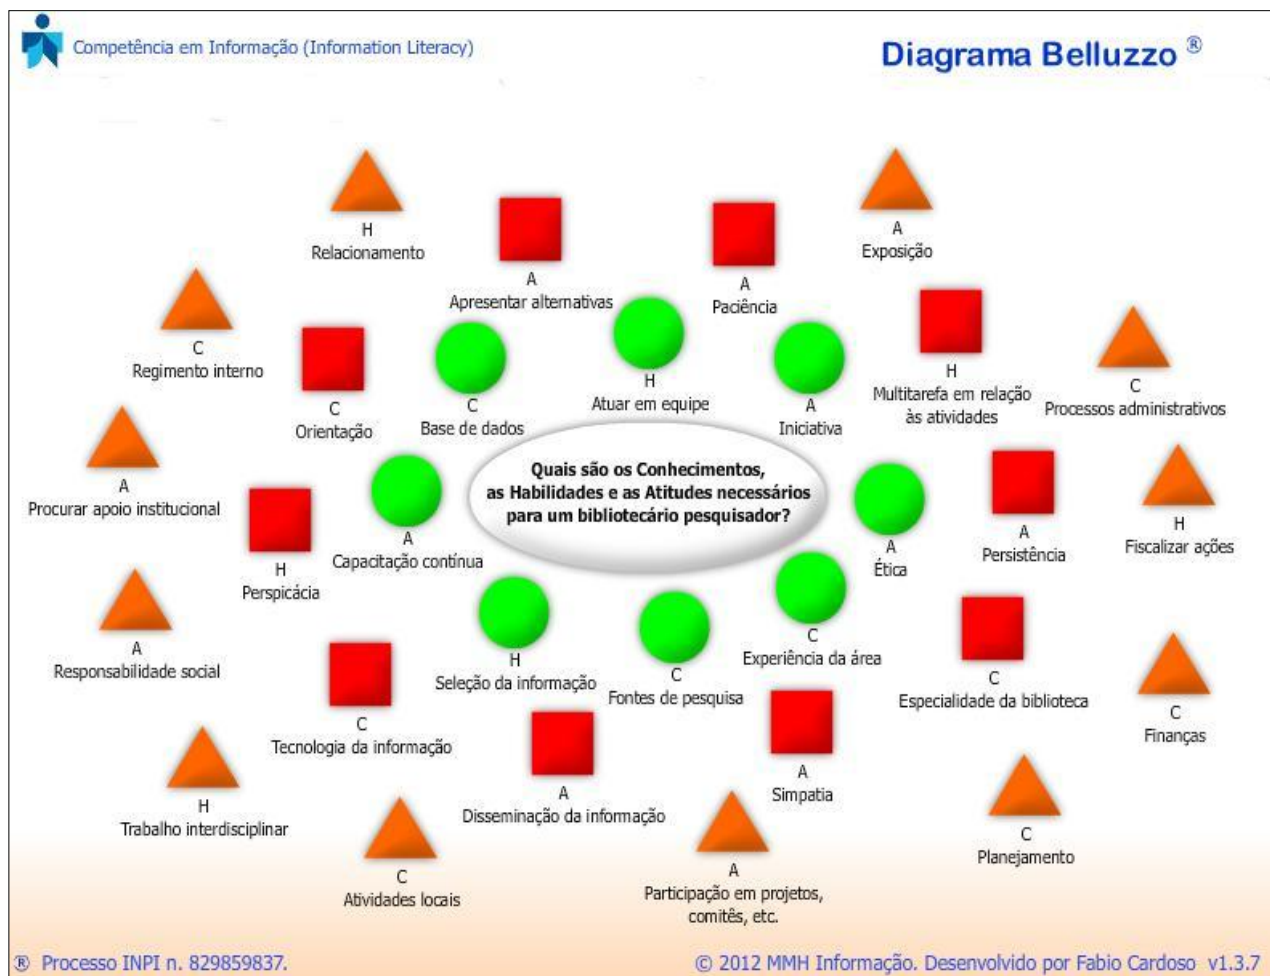 Competência em Informação (Information Literacy)
Diagrama Belluzzo ®
H
Relacionamento
A
Apresentar alternativas
A
Paciência
A
Exposição
C
Regimento interno
C
Orientação
C
Base de dados
H
Atuar em equipe
A
Iniciativa
H
Multitarefa em relação
às atividades
C
Processos administrativos
A
Procurar apoio institucional
H
Perspicácia
A
Capacitação contínua
Quais são os Conhecimentos,
as Habilidades e as Atitudes necessários
para um bibliotecário pesquisador?
A
Ética
A
Persistência
H
Fiscalizar ações
A
Responsabilidade social
C
Tecnologia da informação
H
Seleção da informação
C
Fontes de pesquisa
C
Experiência da área
C
Especialidade da biblioteca
C
Finanças
H
Trabalho interdisciplinar
C
Atividades locais
A
Disseminação da informação
A
Simpatia
A
Participação em projetos,
comitês, etc.
C
Planejamento
® Processo INPI n. 829859837.
© 2012 MMH Informação. Desenvolvido por Fabio Cardoso v1.3.7